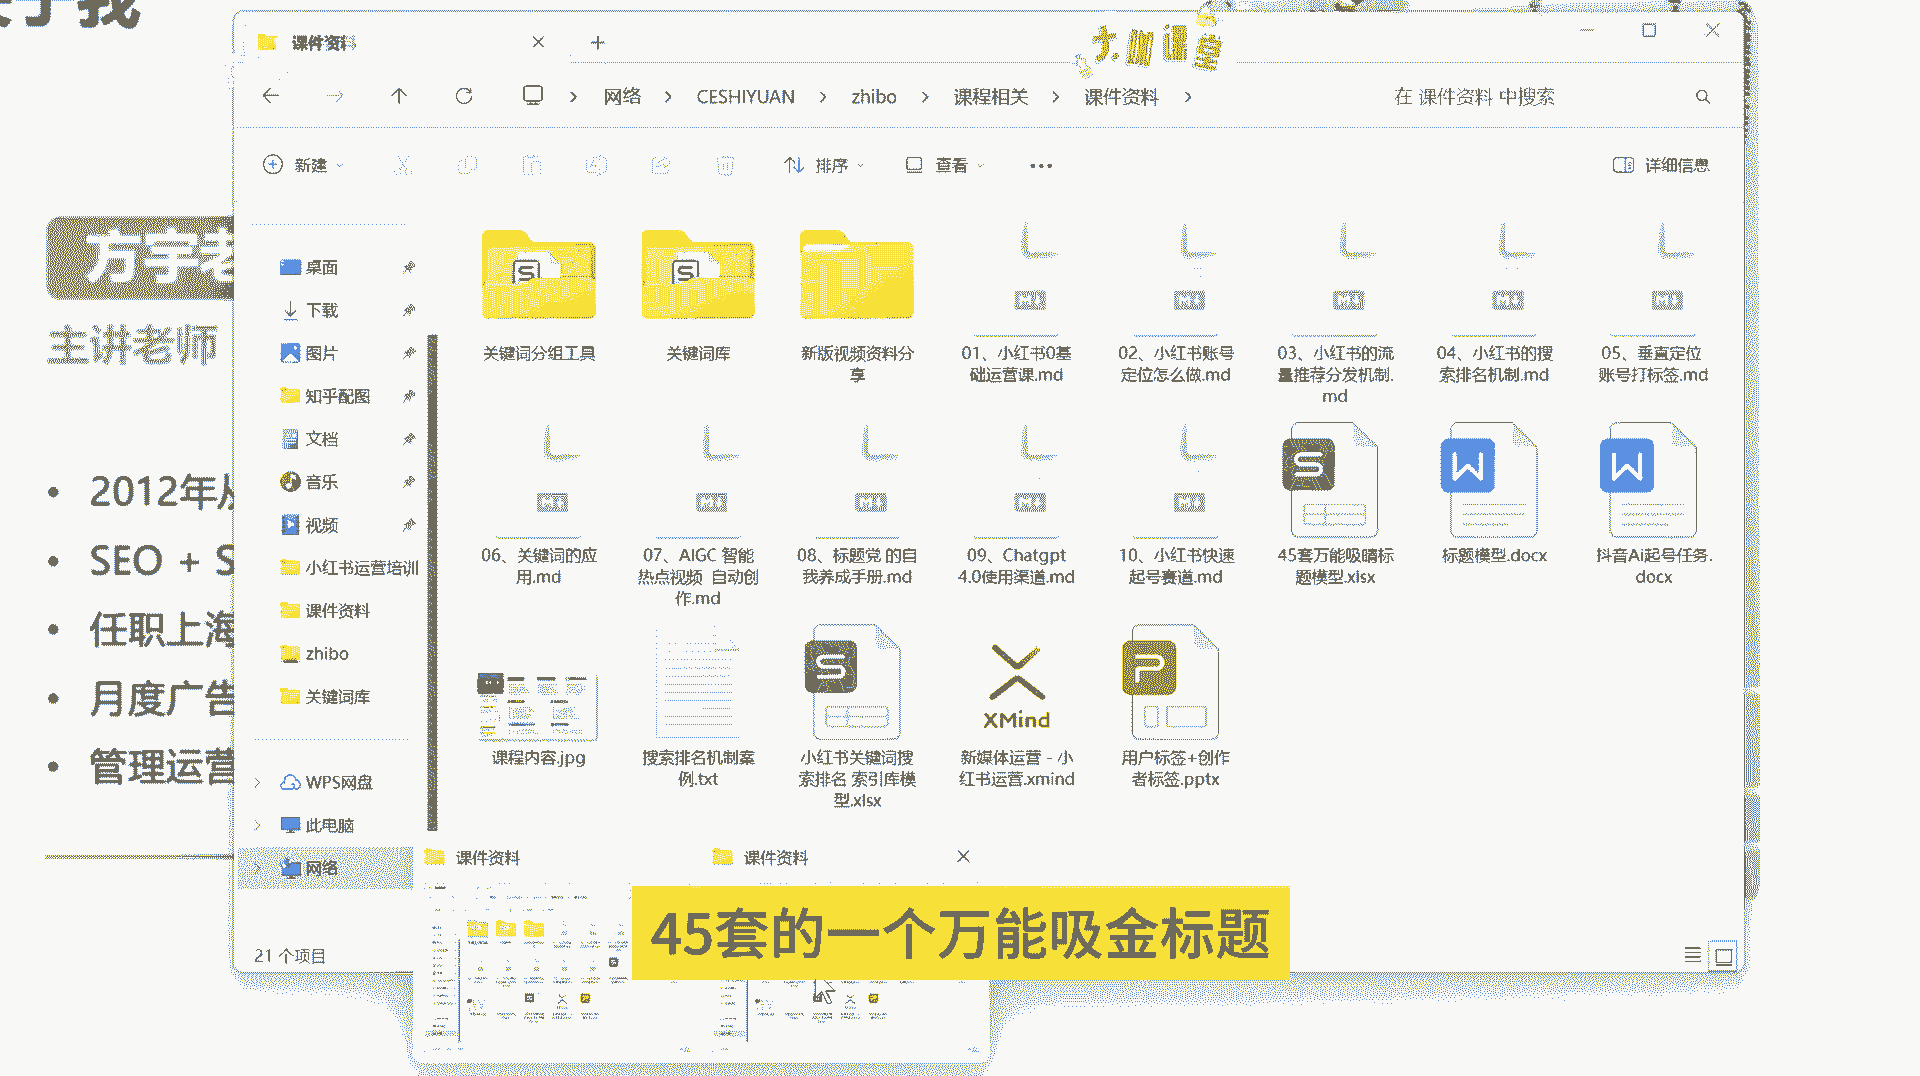 课件资料
大咖课堂
网络
CESHIYUAN
zhibo
课程相关
课件资料
在 课件资料 中搜索
新建
排序
查看
详细信息
方宇老
主讲老师
2012年从
SEO + S
任职上海
月度广告
管理运营
桌面
下载
图片
知乎配图
文档
音乐
视频
小红书运营培训
课件资料
zhibo
关键词库
WPS网盘
此电脑
网络
21 个项目
关键词分组工具
关键词库
新版视频资料分
享
01、小红书0基
础运营课.md
02、小红书账号
定位怎么做.md
03、小红书的流
量推荐分发机制.
md
04、小红书的搜
索排名机制.md
05、垂直定位
账号打标签.md
06、关键词的应
用.md
07、AIGC 智能
热点视频 自动创
作.md
08、标题党 的自
我养成手册.md
09、Chatgpt
4.0使用渠道.md
10、小红书快速
起号赛道.md
45套万能吸睛标
题模型.xlsx
标题模型.docx
抖音Ai起号任务.
docx
课程内容.jpg
搜索排名机制案
例.txt
小红书关键词搜
索排名 索引库模
型.xlsx
XMind
新媒体运营 - 小
红书运营.xmind
用户标签+创作
者标签.pptx
课件资料
课件资料
45套的一个万能吸金标题